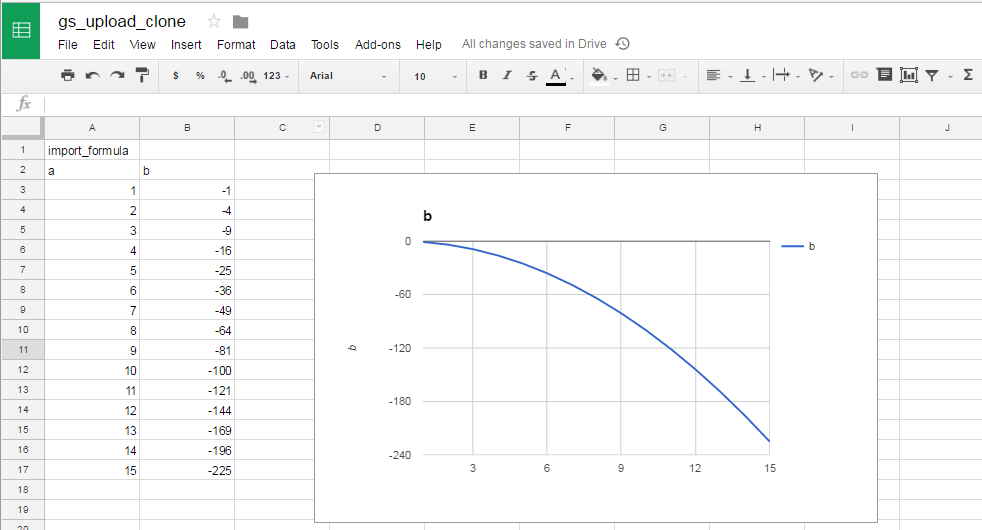 gs_upload_clone
File Edit View Insert Format Data Tools Add-ons Help All changes saved in Drive
$ % .0 .00 123 Arial 10 B I S A Σ
fx
A B C D E F G H I J
1 import_formula
2 a b
3 1 -1
4 2 -4
5 3 -9
6 4 -16
7 5 -25
8 6 -36
9 7 -49
10 8 -64
11 9 -81
12 10 -100
13 11 -121
14 12 -144
15 13 -169
16 14 -196
17 15 -225
18
19
20
b
0
-60
-120
-180
-240
b
3 6 9 12 15
b